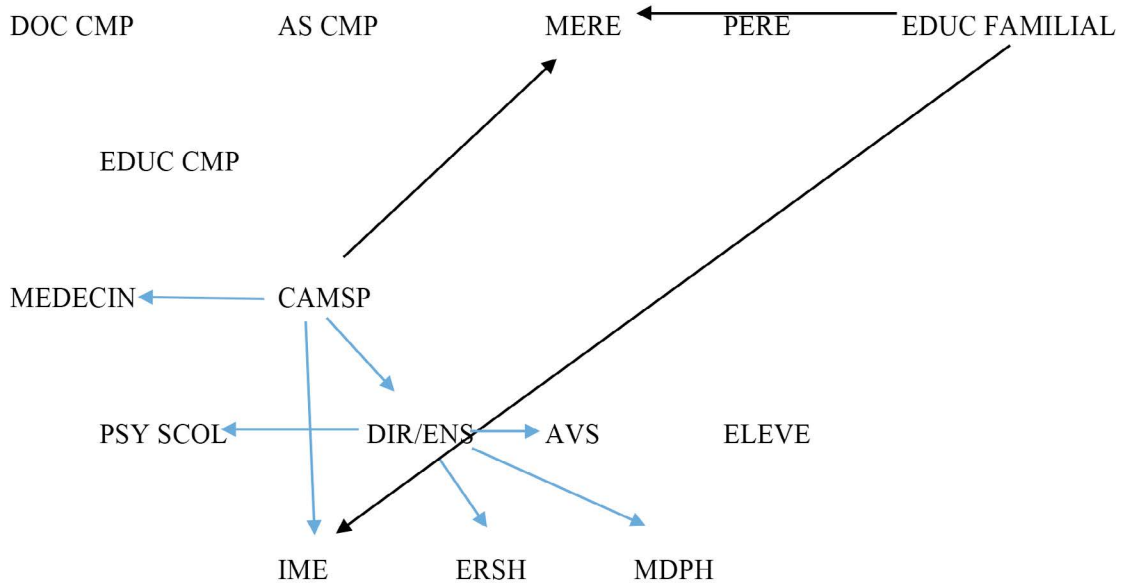 DOC CMP AS CMP MERE PERE EDUC FAMILIAL
EDUC CMP
MEDECIN CAMSP
PSY SCOL DIR/ENS AVS ELEVE
IME ERSH MDPH